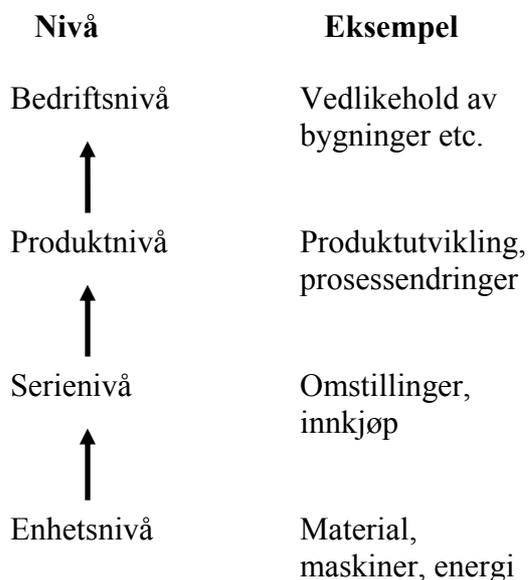 Nivå Eksempel
Bedriftsnivå Vedlikehold av
bygninger etc.
Produktnivå Produktutvikling,
prosessendringer
Serienivå Omstillinger,
innkjøp
Enhetsnivå Material,
maskiner, energi